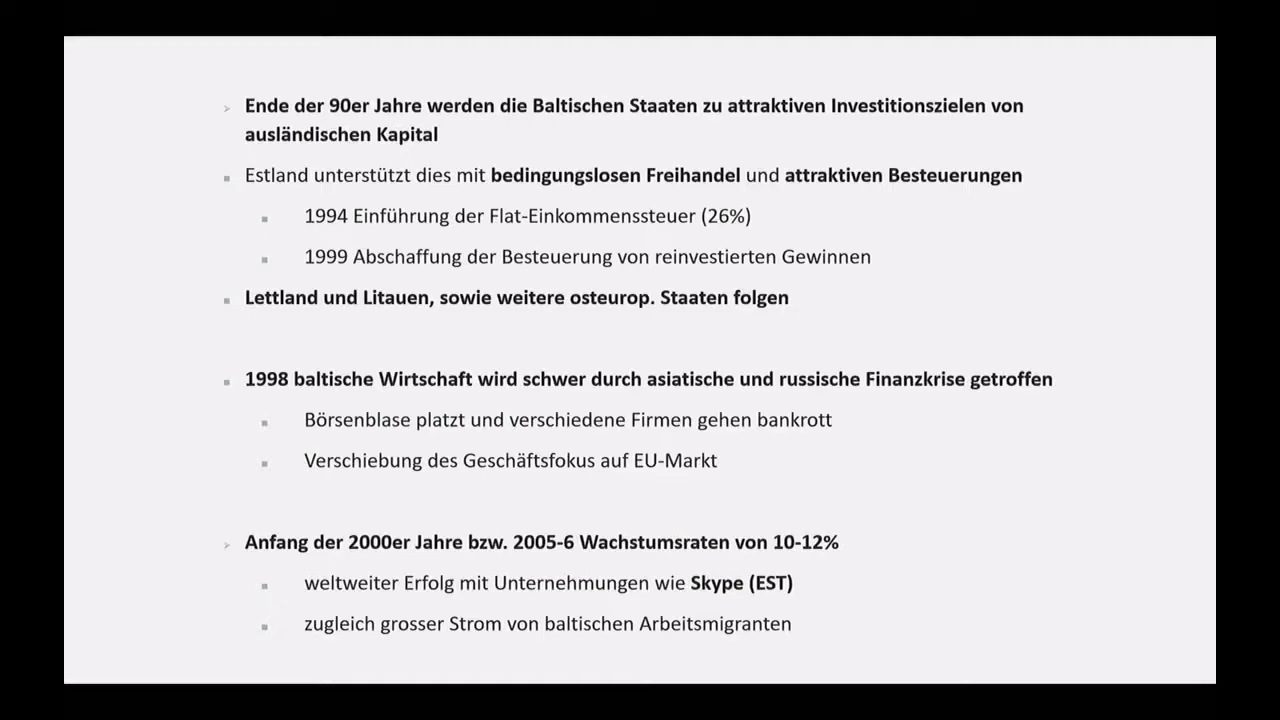 Ende der 90er Jahre werden die Baltischen Staaten zu attraktiven Investitionszielen von
ausländischen Kapital
Estland unterstützt dies mit bedingungslosen Freihandel und attraktiven Besteuerungen
1994 Einführung der Flat-Einkommenssteuer (26%)
1999 Abschaffung der Besteuerung von reinvestierten Gewinnen
Lettland und Litauen, sowie weitere osteurop. Staaten folgen
1998 baltische Wirtschaft wird schwer durch asiatische und russische Finanzkrise getroffen
Börsenblase platzt und verschiedene Firmen gehen bankrott
Verschiebung des Geschäftsfokus auf EU-Markt
Anfang der 2000er Jahre bzw. 2005-6 Wachstumsraten von 10-12%
weltweiter Erfolg mit Unternehmungen wie Skype (EST)
zugleich grosser Strom von baltischen Arbeitsmigranten